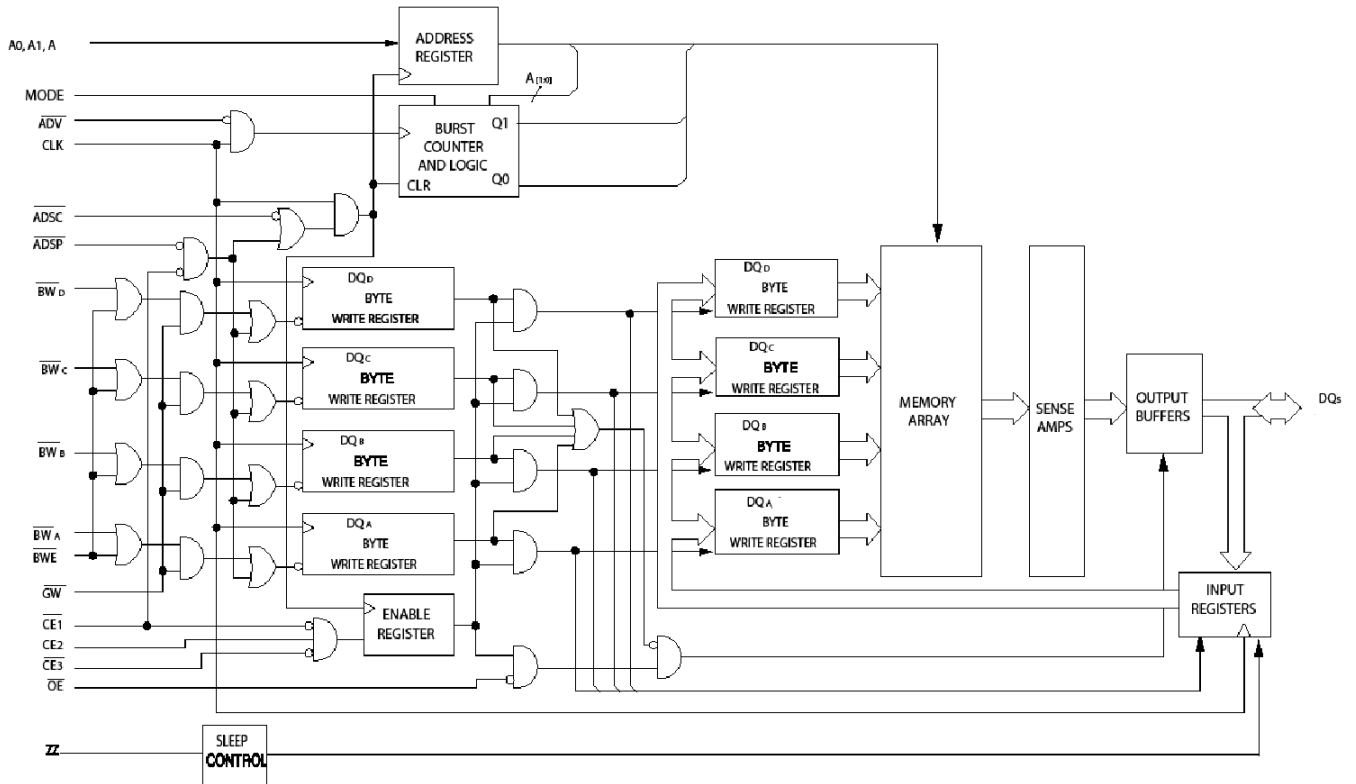 A0, A1, A
ADDRESS
REGISTER
MODE
A[1:0]
ADV
CLK
BURST
COUNTER
AND LOGIC
CLR
Q1
Q0
ADSC
ADSP
BW D
BW C
BW B
BW A
BWE
GW
CE1
CE2
CE3
OE
ZZ
DQD
BYTE
WRITE REGISTER
DQC
BYTE
WRITE REGISTER
DQB
BYTE
WRITE REGISTER
DQA
BYTE
WRITE REGISTER
ENABLE
REGISTER
SLEEP
CONTROL
DQD
BYTE
WRITE REGISTER
DQC
BYTE
WRITE REGISTER
DQB
BYTE
WRITE REGISTER
DQA
BYTE
WRITE REGISTER
MEMORY
ARRAY
SENSE
AMPS
OUTPUT
BUFFERS
DQs
INPUT
REGISTERS